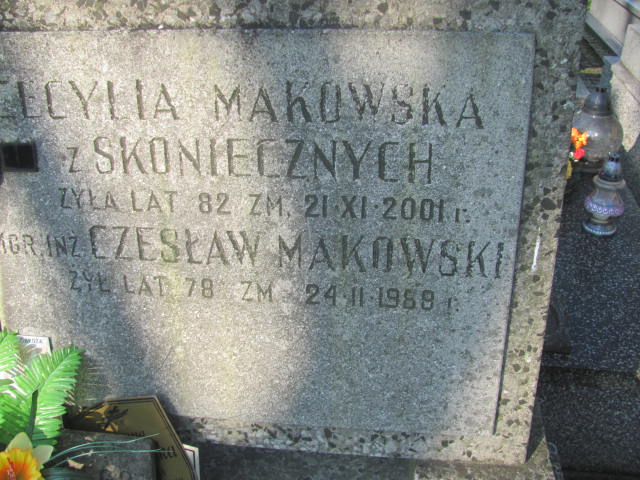 CECYLIA MAKOWSKA
z SKONIECZNYCH
ŻYŁA LAT 82 ZM. 21.XI.2001 r.
MGR. INŻ CZESŁAW MAKOWSKI
ŻYŁ LAT 78 ZM 24.II.1988 r.